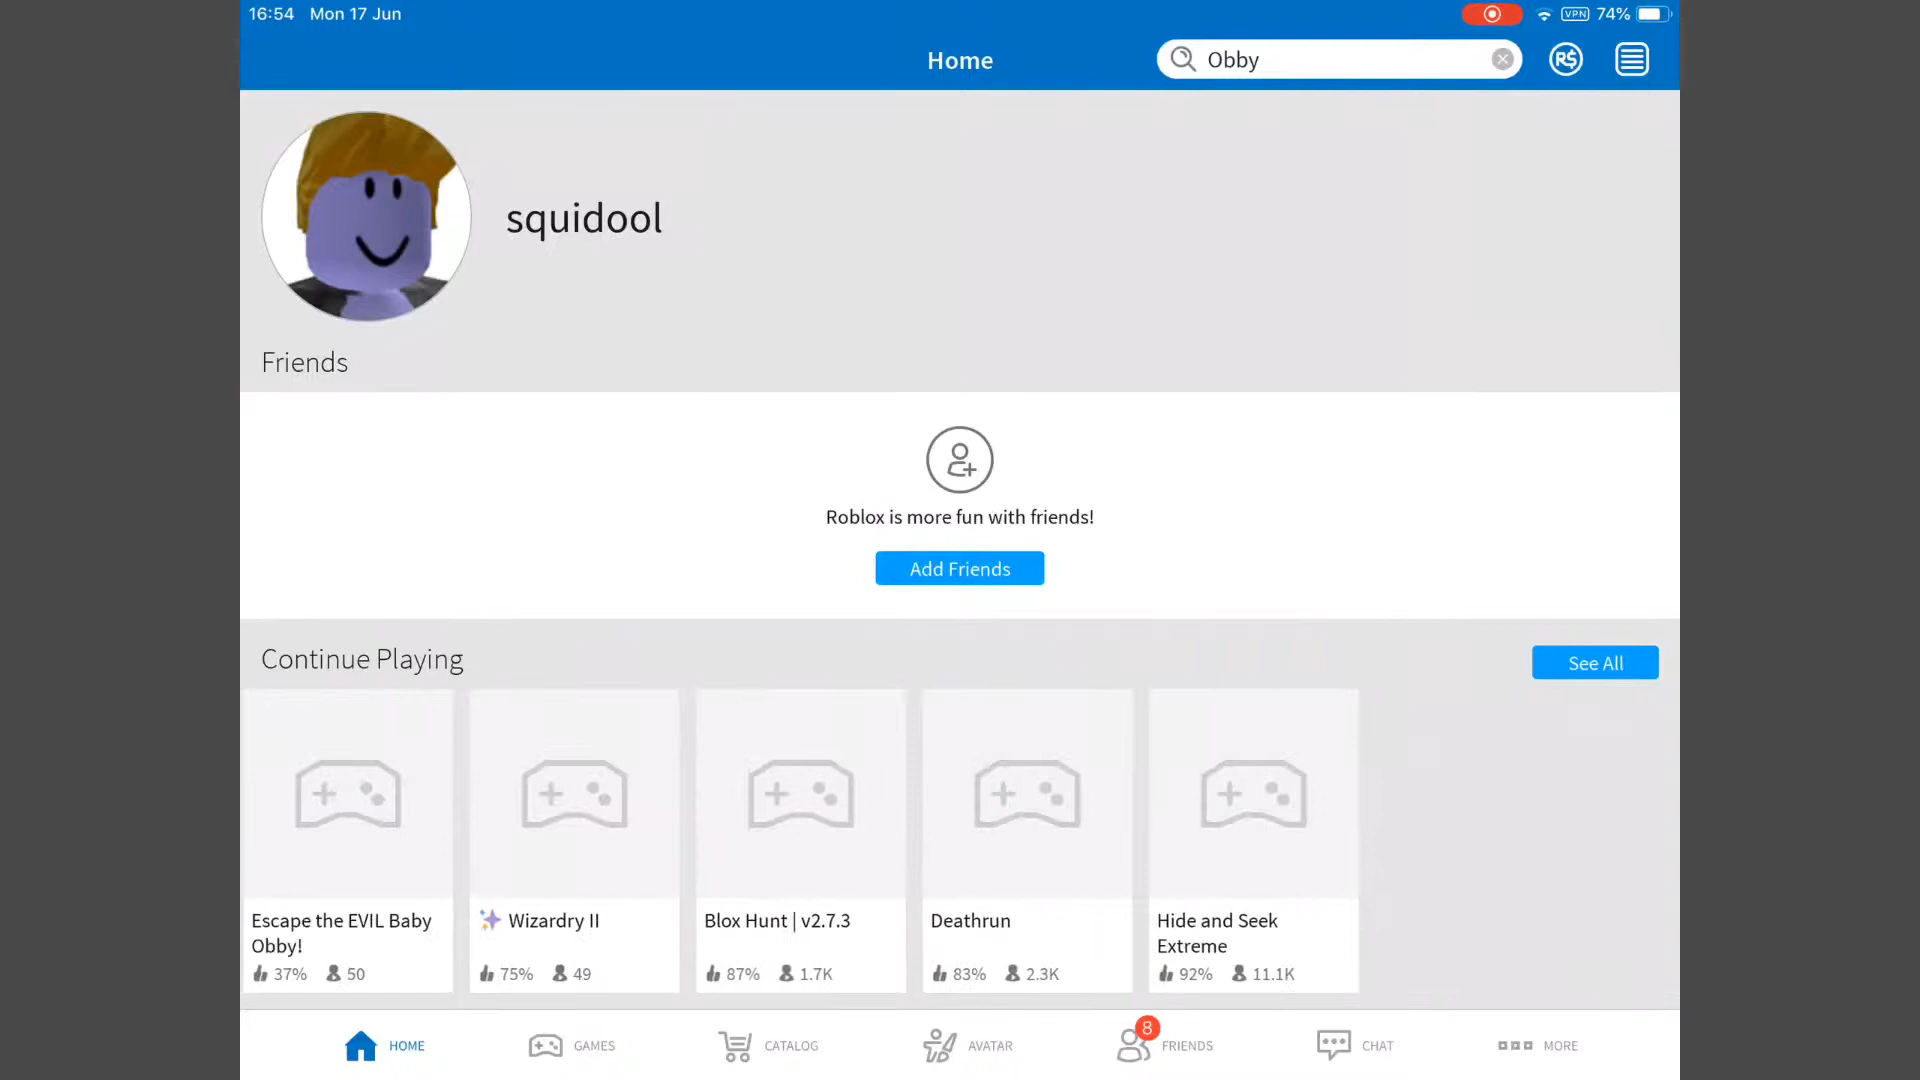 16:54 Mon 17 Jun
VPN 74%
Home
Obby
R$
squidool
Friends
Roblox is more fun with friends!
Add Friends
Continue Playing
See All
Escape the EVIL Baby
Obby!
37% 50
Wizardry II
75% 49
Blox Hunt | v2.7.3
87% 1.7K
Deathrun
83% 2.3K
Hide and Seek
Extreme
92% 11.1K
HOME
GAMES
CATALOG
AVATAR
8
FRIENDS
CHAT
MORE